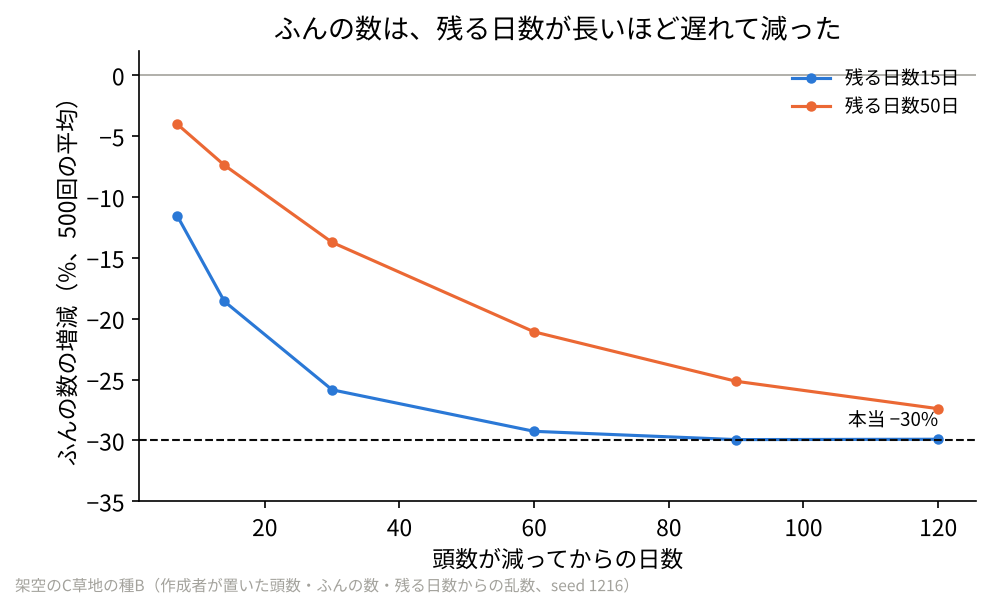 ふんの数は、残る日数が長いほど遅れて減った
残る日数15日
残る日数50日
ふんの数の増減（%、500回の平均）
0
−5
−10
−15
−20
−25
−30
−35
本当 −30%
20
40
60
80
100
120
頭数が減ってからの日数
架空のC草地の種B（作成者が置いた頭数・ふんの数・残る日数からの乱数、seed 1216）